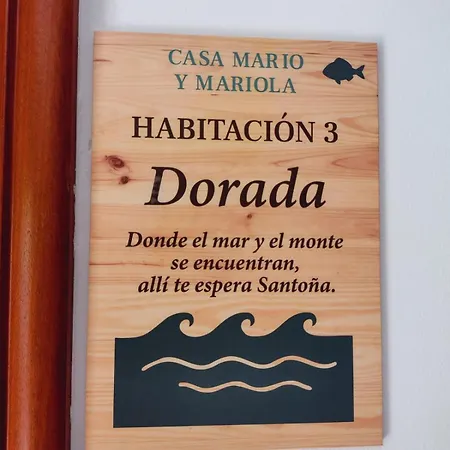 CASA MARIO
Y MARIOLA
HABITACIÓN 3
Dorada
Donde el mar y el monte
se encuentran,
allí te espera Santoña.